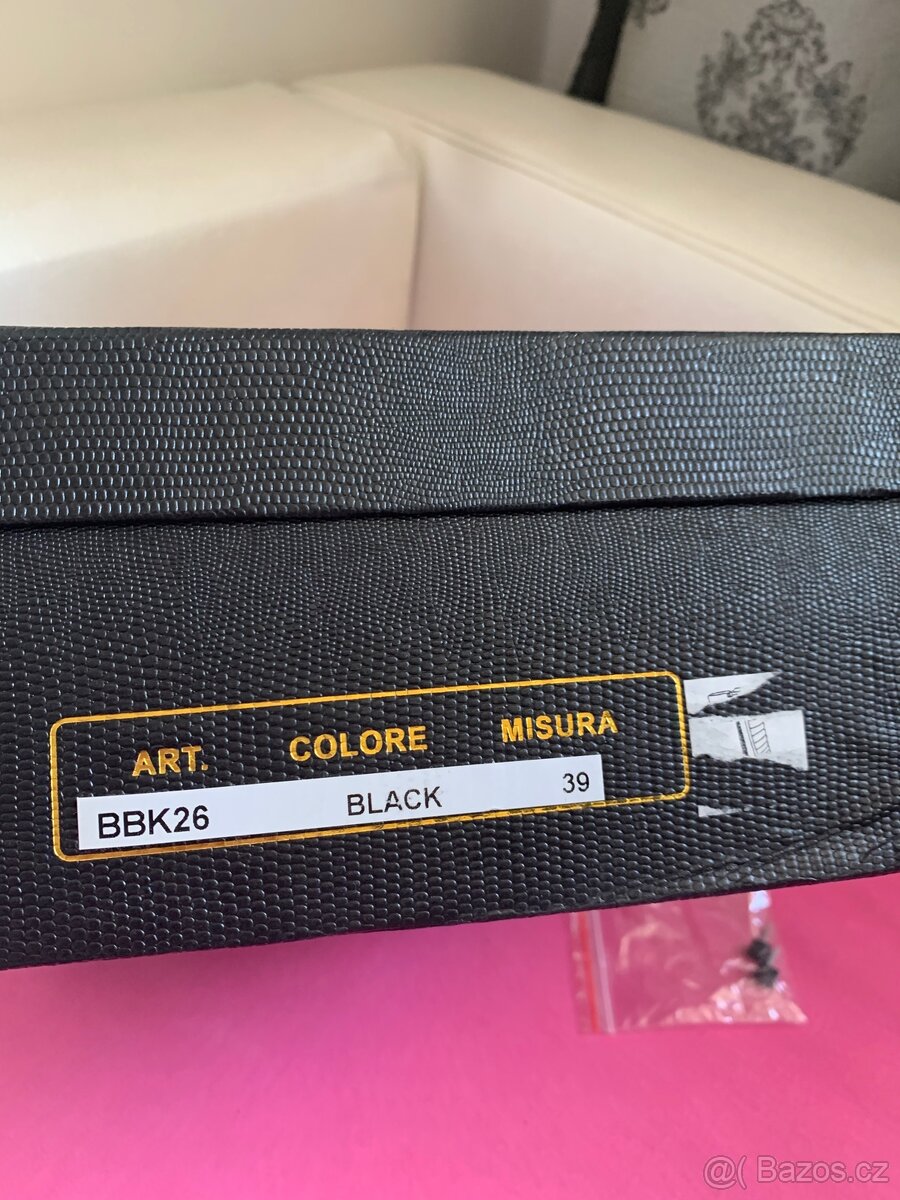 ART. COLORE MISURA
BBK26 BLACK 39
@( Bazos.cz